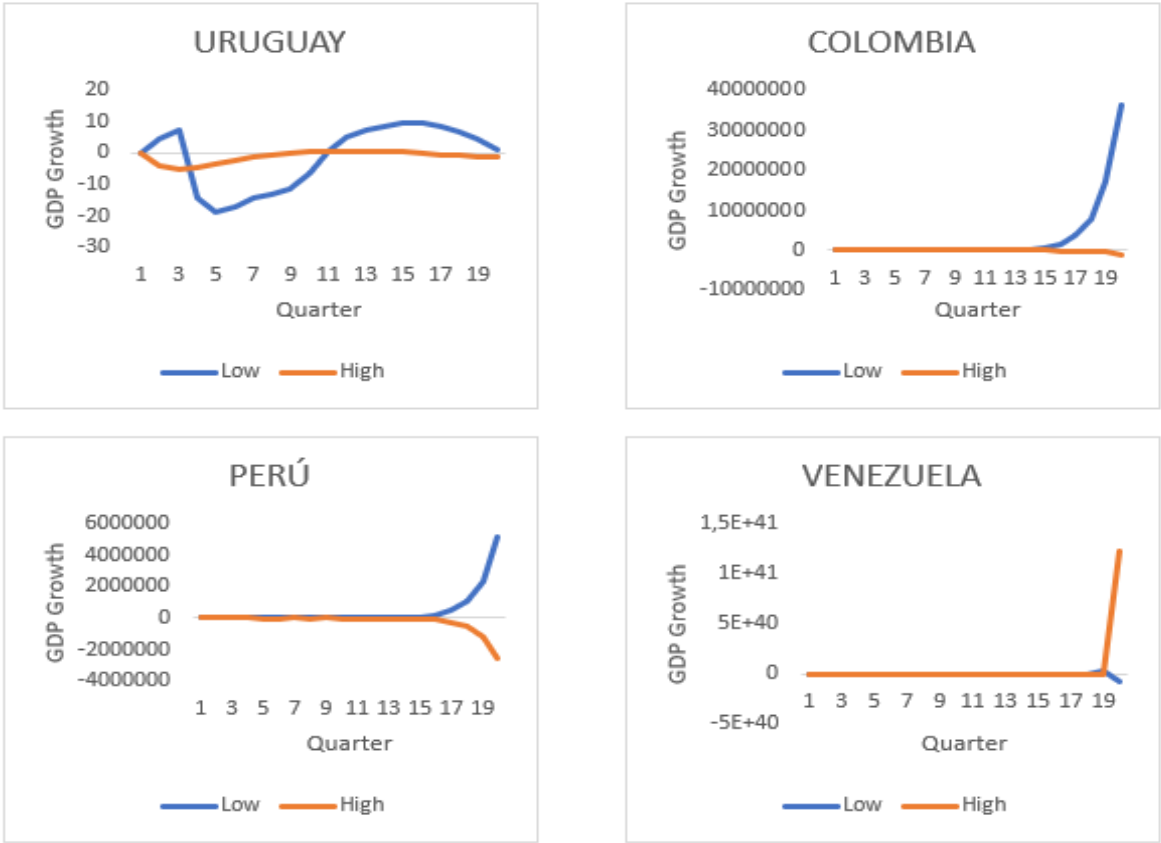 URUGUAY
GDP Growth
20
10
0
-10
-20
-30
1 3 5 7 9 11 13 15 17 19
Quarter
Low High
COLOMBIA
GDP Growth
40000000
30000000
20000000
10000000
0
-10000000
1 3 5 7 9 11 13 15 17 19
Quarter
Low High
PERÚ
GDP Growth
6000000
4000000
2000000
0
-2000000
-4000000
1 3 5 7 9 11 13 15 17 19
Quarter
Low High
VENEZUELA
GDP Growth
1,5E+41
1E+41
5E+40
0
-5E+40
1 3 5 7 9 11 13 15 17 19
Quarter
Low High